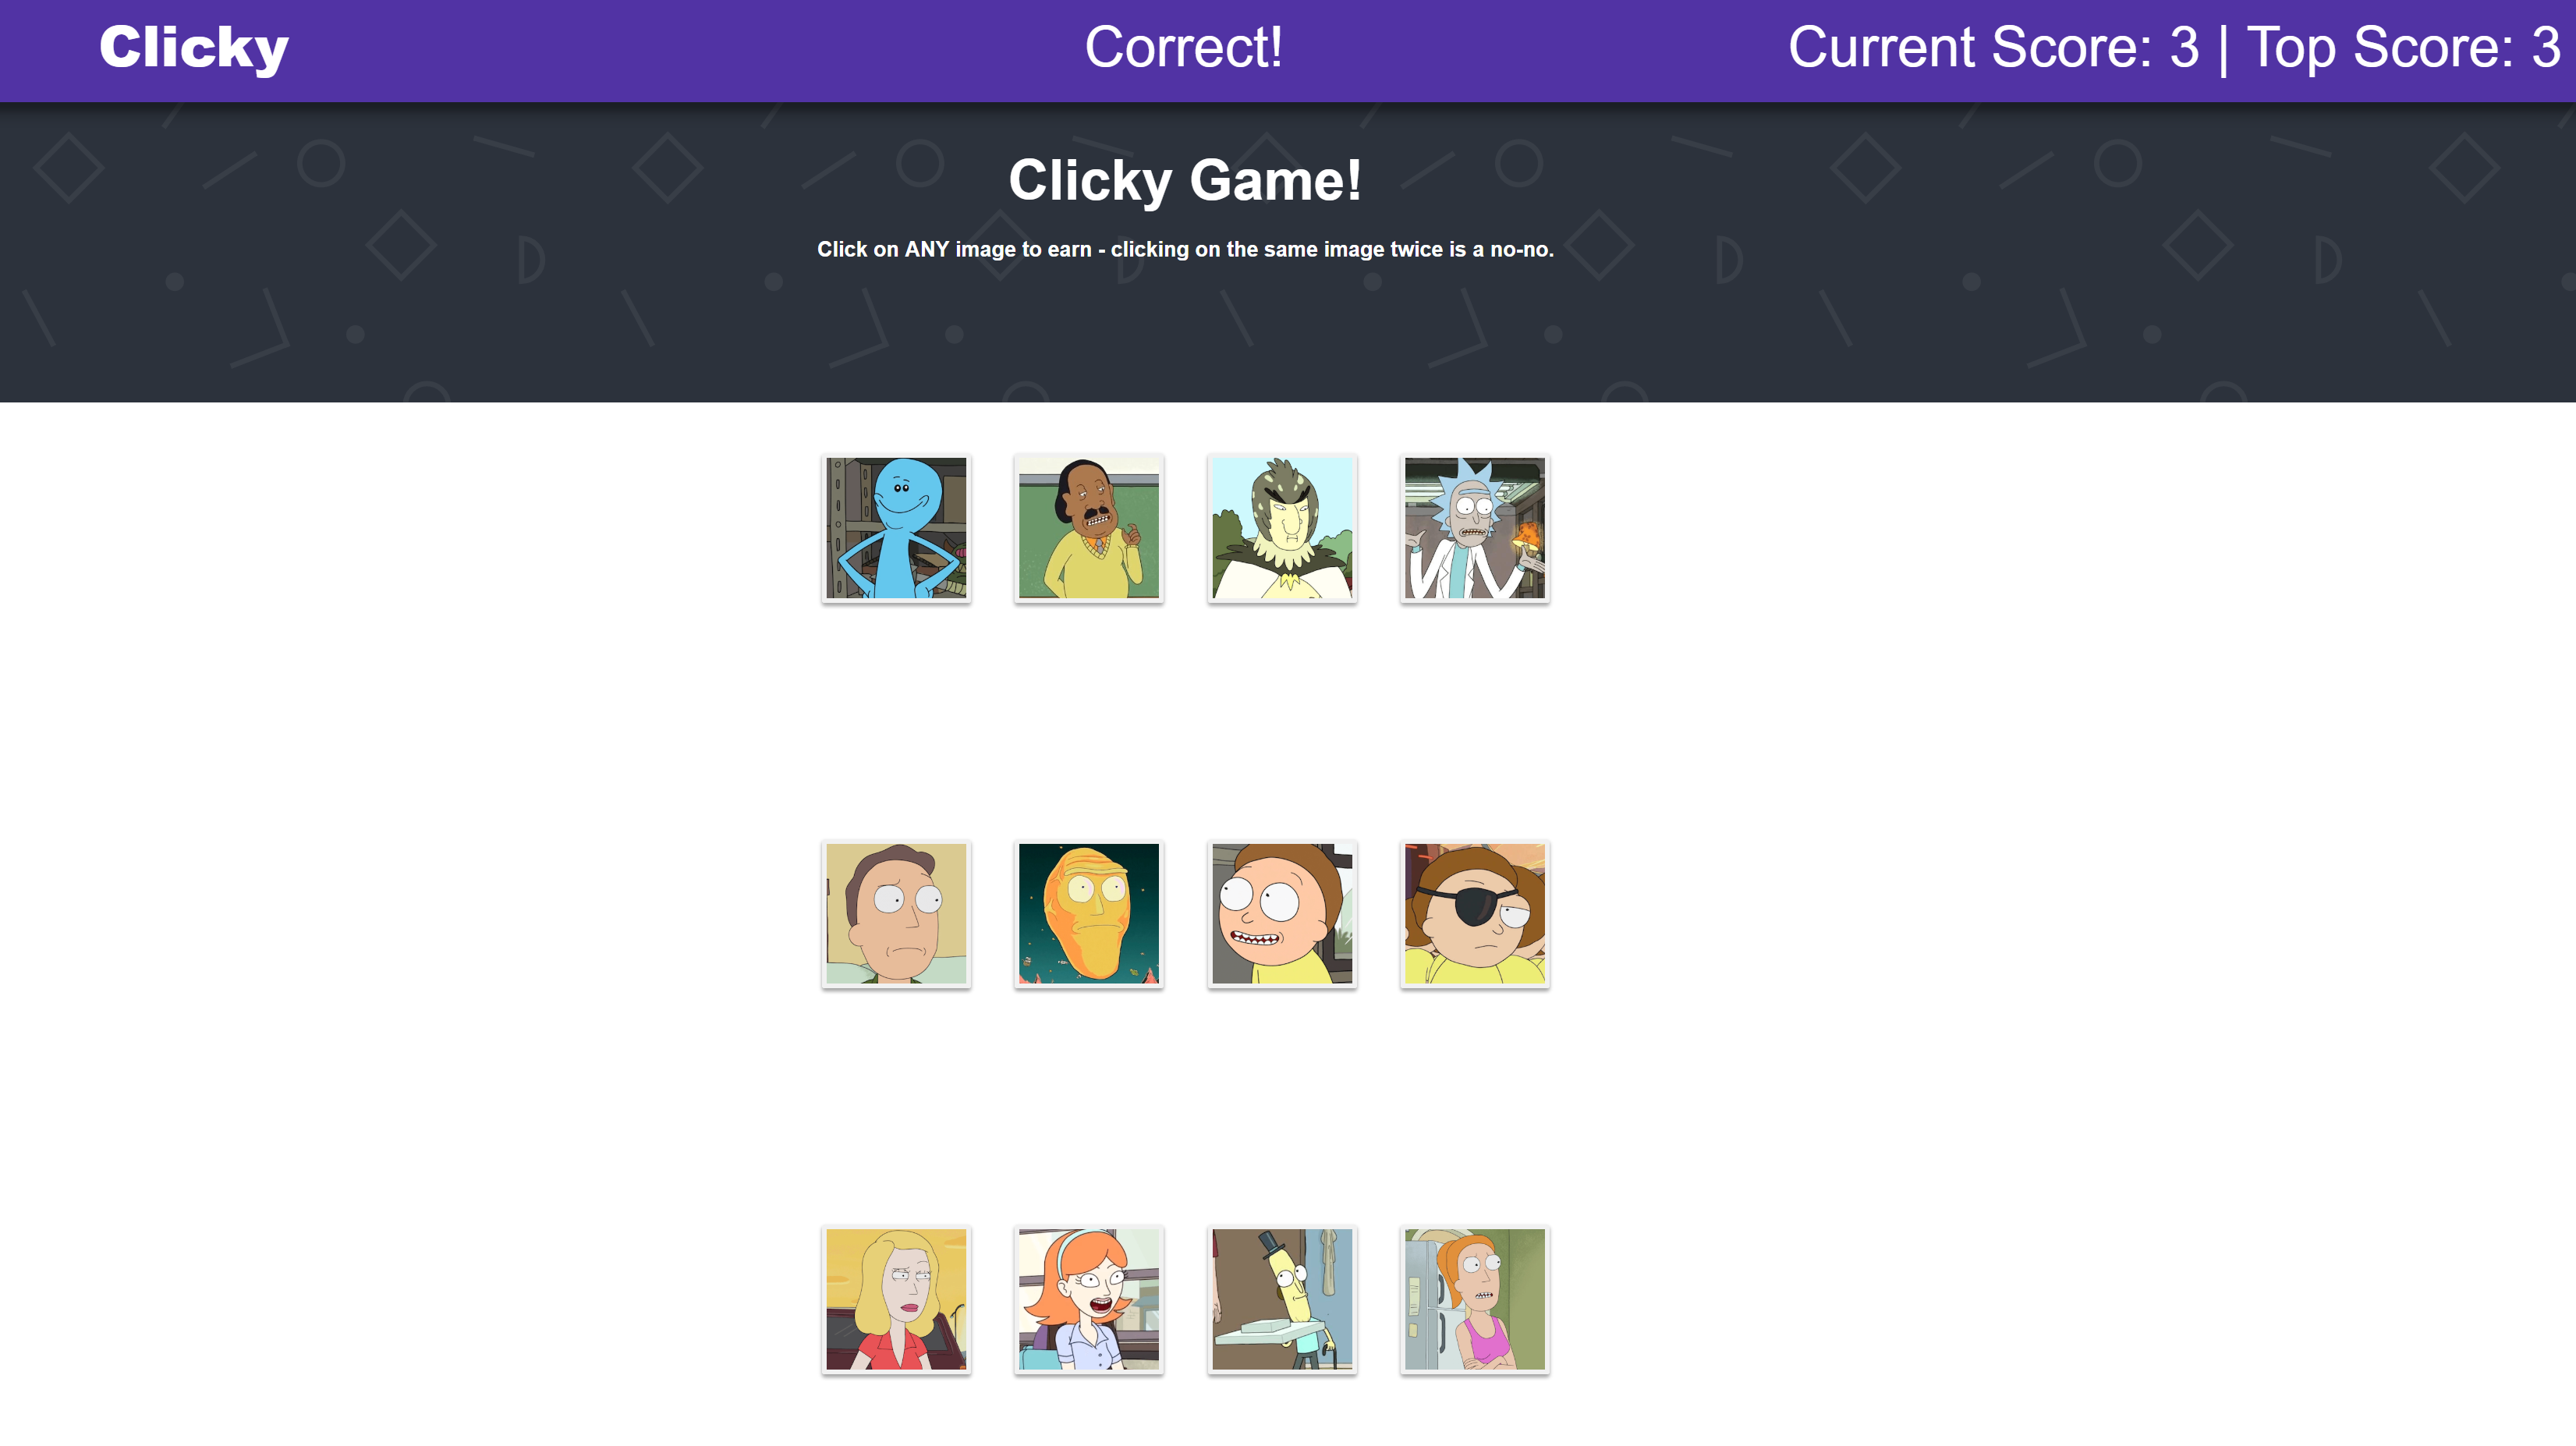 Clicky
Correct!
Current Score: 3 | Top Score: 3
Clicky Game!
Click on ANY image to earn - clicking on the same image twice is a no-no.